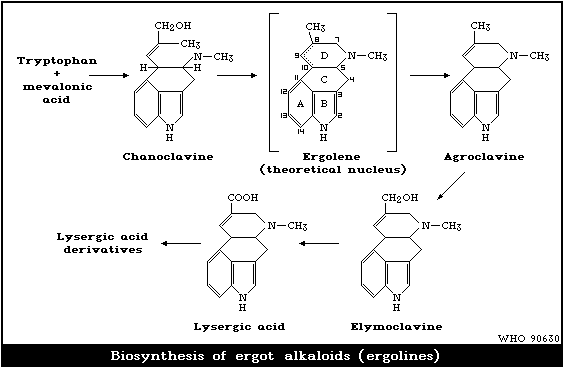 CH2OH
CH3
Tryptophan
+
mevalonic
acid
H
N
CH3
H
N
H
Chanoclavine
CH3
8
7
9
D
N
CH3
10
5
11
C
4
12
3
A
B
13
2
14
N
H
Ergolene
(theoretical nucleus)
CH3
N
CH3
N
H
Agroclavine
COOH
N
CH3
N
H
Lysergic acid
CH2OH
N
CH3
N
H
Elymoclavine
Lysergic acid
derivatives
WHO 90630
Biosynthesis of ergot alkaloids (ergolines)